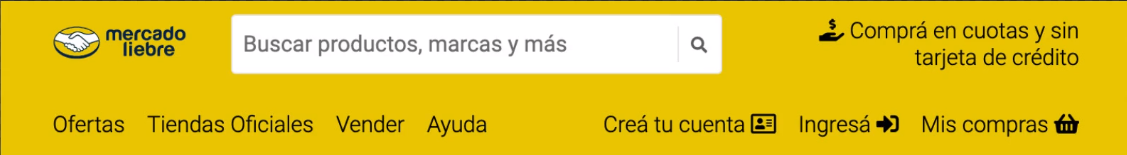 mercado
liebre
Buscar productos, marcas y más
Comprá en cuotas y sin
tarjeta de crédito
Ofertas Tiendas Oficiales Vender Ayuda
Creá tu cuenta Ingresá Mis compras